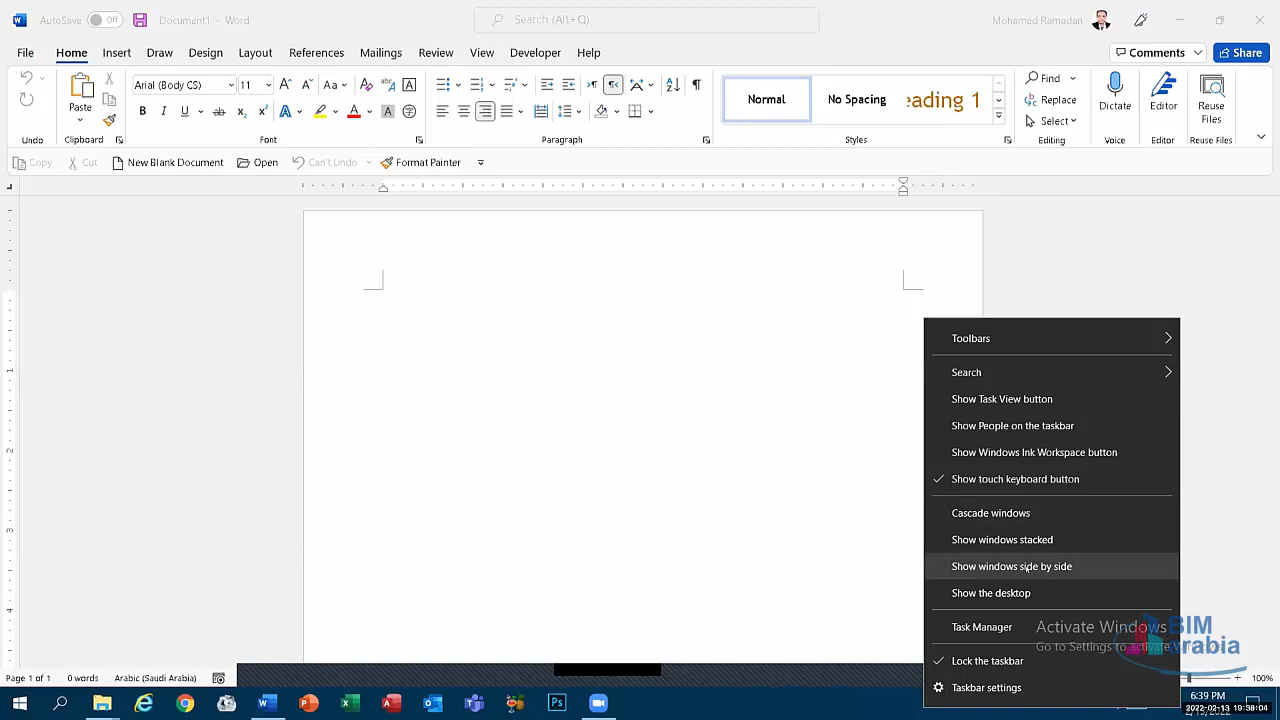 AutoSave Off Document1 - Word Search (Alt+Q) Mohamed Ramadan
File Home Insert Draw Design Layout References Mailings Review View Developer Help Comments Share
Arial (Body CS) 11 Aa Find
Paste Normal No Spacing eading 1 Replace Dictate Editor Reuse Files
Select
Undo Clipboard Font Paragraph Styles Editing Voice Editor Reuse Files
Copy Cut New Blank Document Open Can't Undo Format Painter
Toolbars
Search
Show Task View button
Show People on the taskbar
Show Windows Ink Workspace button
Show touch keyboard button
Cascade windows
Show windows stacked
Show windows side by side
Show the desktop
Task Manager
Activate Windows
Go to Settings to activate
BIM
rabia
Lock the taskbar
Page 1 of 1 0 words Arabic (Saudi Arabia) 100%
Taskbar settings
6:39 PM
2022-02-13 19:38:04